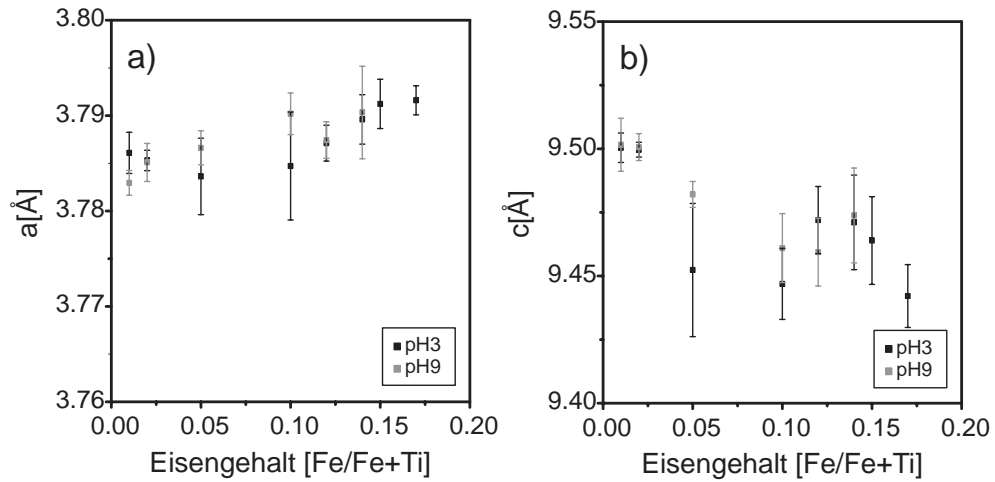 a)
a[Å]
3.80
3.79
3.78
3.77
3.76
0.00 0.05 0.10 0.15 0.20
Eisengehalt [Fe/Fe+Ti]
pH3
pH9
b)
c[Å]
9.55
9.50
9.45
9.40
0.00 0.05 0.10 0.15 0.20
Eisengehalt [Fe/Fe+Ti]
pH3
pH9